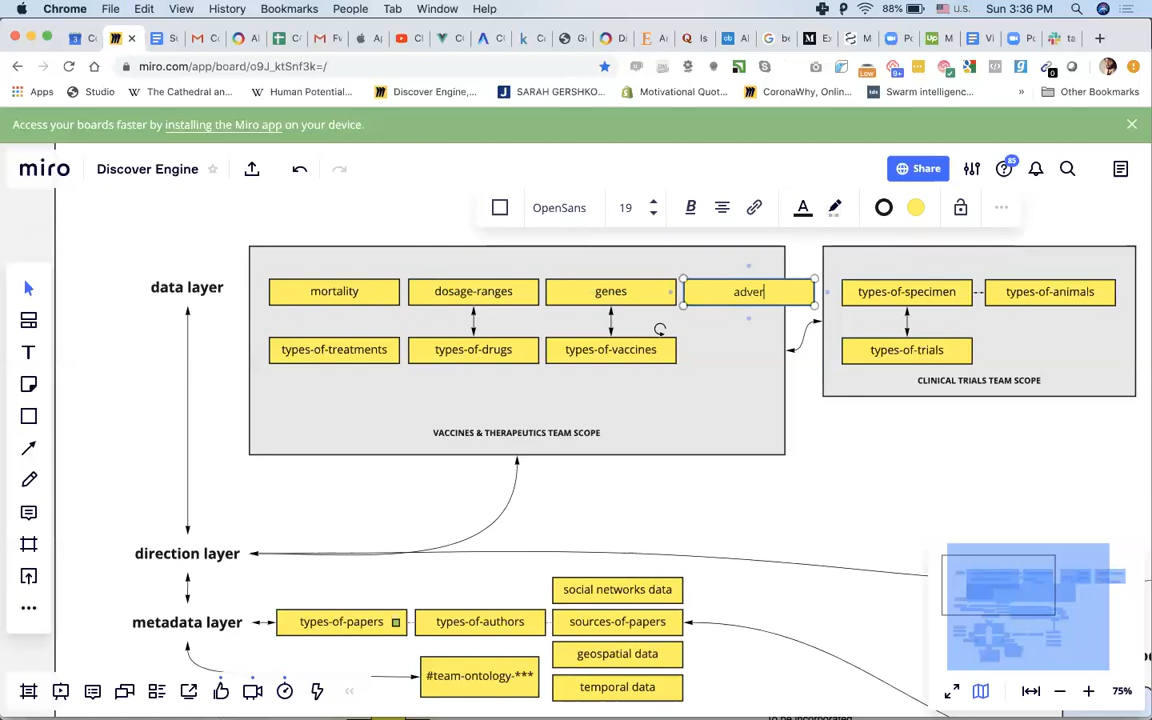 Chrome File Edit View History Bookmarks People Tab Window Help 88% U.S. Sun 3:36 PM
miro.com/app/board/o9J_ktSnf3k=/
Apps Studio The Cathedral an Human Potential... Discover Engine,... SARAH GERSHKO... Motivational Quot... CoronaWhy, Onlin... Swarm intelligenc... » Other Bookmarks
Access your boards faster by installing the Miro app on your device.
miro Discover Engine Share 85
OpenSans 19 B A
data layer
mortality dosage-ranges genes adver types-of-specimen types-of-animals
types-of-treatments types-of-drugs types-of-vaccines types-of-trials
CLINICAL TRIALS TEAM SCOPE
VACCINES & THERAPEUTICS TEAM SCOPE
direction layer
social networks data
metadata layer types-of-papers types-of-authors sources-of-papers
geospatial data
#team-ontology-***
temporal data
75%
To be incorporated